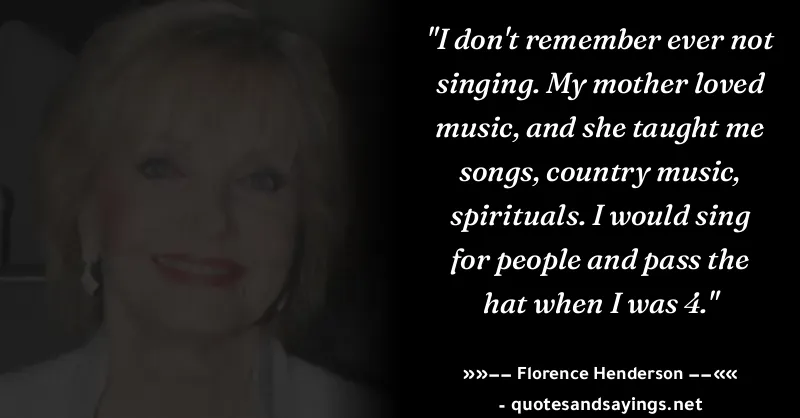 "I don't remember ever not
singing. My mother loved
music, and she taught me
songs, country music,
spirituals. I would sing
for people and pass the
hat when I was 4."
»»–– Florence Henderson ––««
- quotesandsayings.net